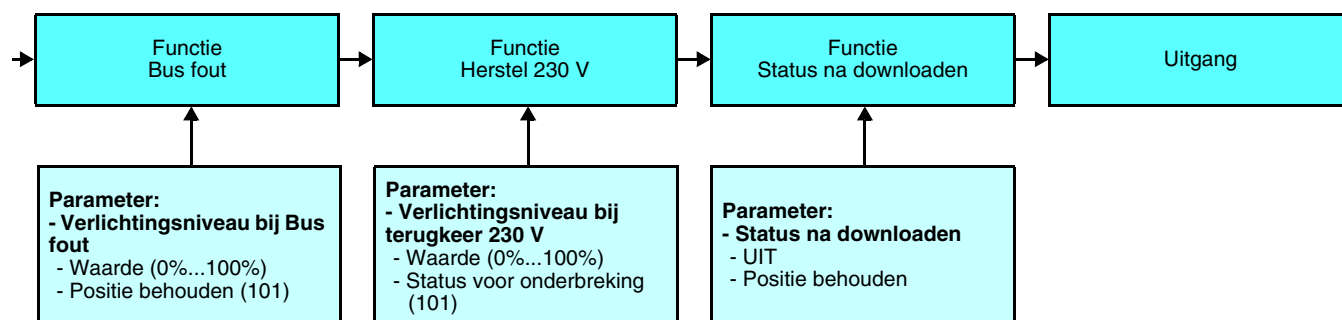 Functie
Bus fout
Functie
Herstel 230 V
Functie
Status na downloaden
Uitgang
Parameter:
- Verlichtingsniveau bij Bus
fout
- Waarde (0%...100%)
- Positie behouden (101)
Parameter:
- Verlichtingsniveau bij
terugkeer 230 V
- Waarde (0%...100%)
- Status voor onderbreking
(101)
Parameter:
- Status na downloaden
- UIT
- Positie behouden